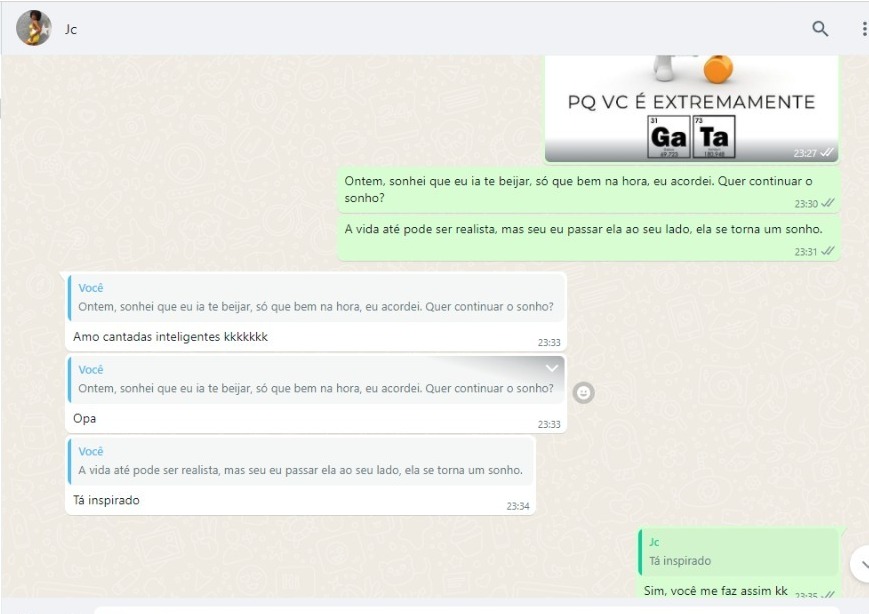 Jc
PQ VC É EXTREMAMENTE
31
Ga
69.723
73
Ta
180.948
23:27
Ontem, sonhei que eu ia te beijar, só que bem na hora, eu acordei. Quer continuar o
sonho?
23:30
A vida até pode ser realista, mas seu eu passar ela ao seu lado, ela se torna um sonho.
23:31
Você
Ontem, sonhei que eu ia te beijar, só que bem na hora, eu acordei. Quer continuar o sonho?
Amo cantadas inteligentes kkkkkkk
23:33
Você
Ontem, sonhei que eu ia te beijar, só que bem na hora, eu acordei. Quer continuar o sonho?
Opa
23:33
Você
A vida até pode ser realista, mas seu eu passar ela ao seu lado, ela se torna um sonho.
Tá inspirado
23:34
Jc
Tá inspirado
Sim, você me faz assim kk
23:35